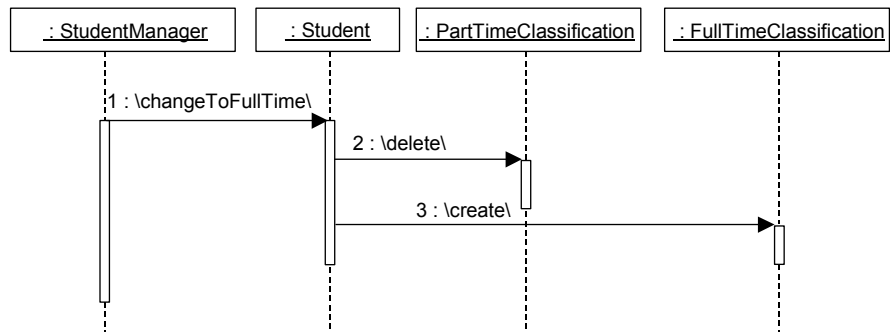 : StudentManager
: Student
: PartTimeClassification
: FullTimeClassification
1 : \changeToFullTime\
2 : \delete\
3 : \create\